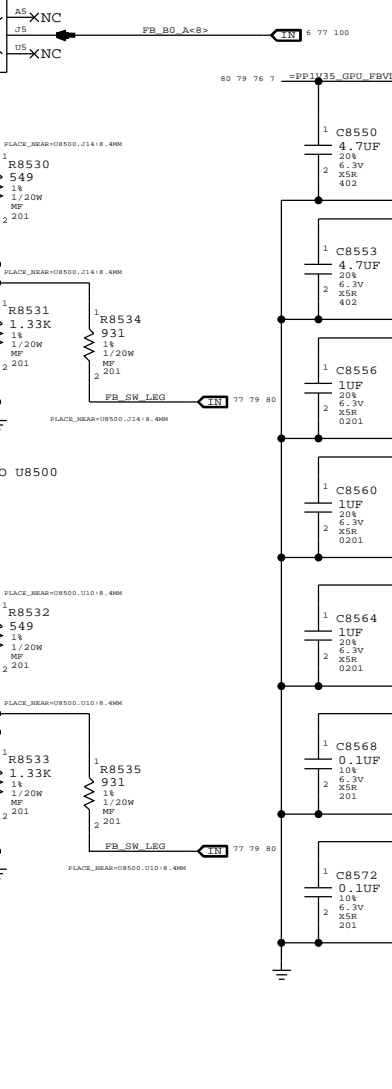 A5 NC
J5 FB_B0_A<8> IN 6 77 100
U5 NC
80 79 76 7 =PP1V35_GPU_FBVD
1 C8550
4.7UF
20%
6.3V
2 X5R
402
PLACE_NEAR=U8500.J14:8.4MM
1 R8530
549
1%
1/20W
MF
2 201
1 C8553
4.7UF
20%
6.3V
2 X5R
402
PLACE_NEAR=U8500.J14:8.4MM
1 R8531
1.33K
1%
1/20W
MF
2 201
1 R8534
931
1%
1/20W
MF
2 201
1 C8556
1UF
20%
6.3V
2 X5R
0201
FB_SW_LEG IN 77 79 80
PLACE_NEAR=U8500.J14:8.4MM
O U8500
1 C8560
1UF
20%
6.3V
2 X5R
0201
PLACE_NEAR=U8500.U10:8.4MM
1 R8532
549
1%
1/20W
MF
2 201
1 C8564
1UF
20%
6.3V
2 X5R
0201
PLACE_NEAR=U8500.U10:8.4MM
1 R8533
1.33K
1%
1/20W
MF
2 201
1 R8535
931
1%
1/20W
MF
2 201
1 C8568
0.1UF
10%
6.3V
2 X5R
201
FB_SW_LEG IN 77 79 80
PLACE_NEAR=U8500.U10:8.4MM
1 C8572
0.1UF
10%
6.3V
2 X5R
201